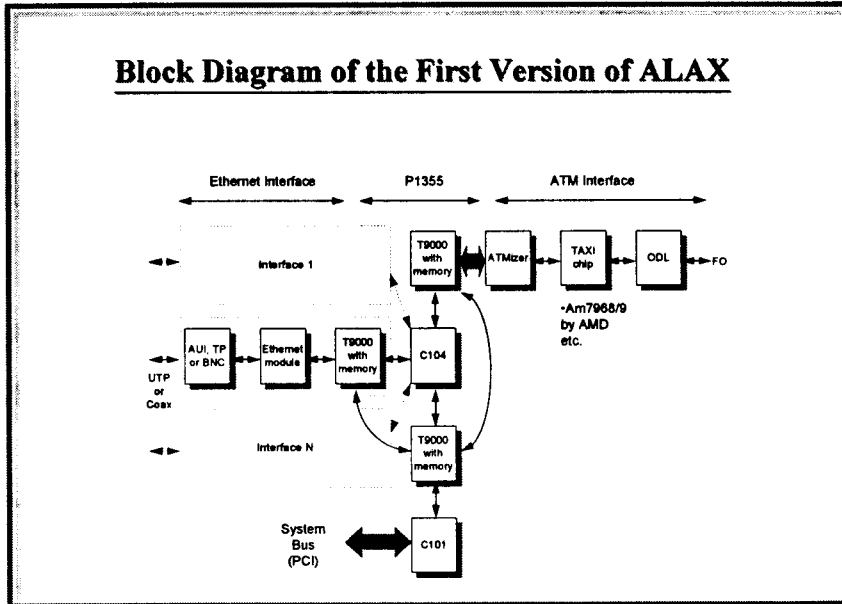 Block Diagram of the First Version of ALAX
Ethernet Interface
P1355
ATM Interface
Interface 1
T9000
with
memory
ATMizer
TAXI
chip
ODL
FO
•Am7968/9
by AMD
etc.
AUI, TP
or BNC
Ethernet
module
T9000
with
memory
C104
UTP
or
Coax
Interface N
T9000
with
memory
System
Bus
(PCI)
C101